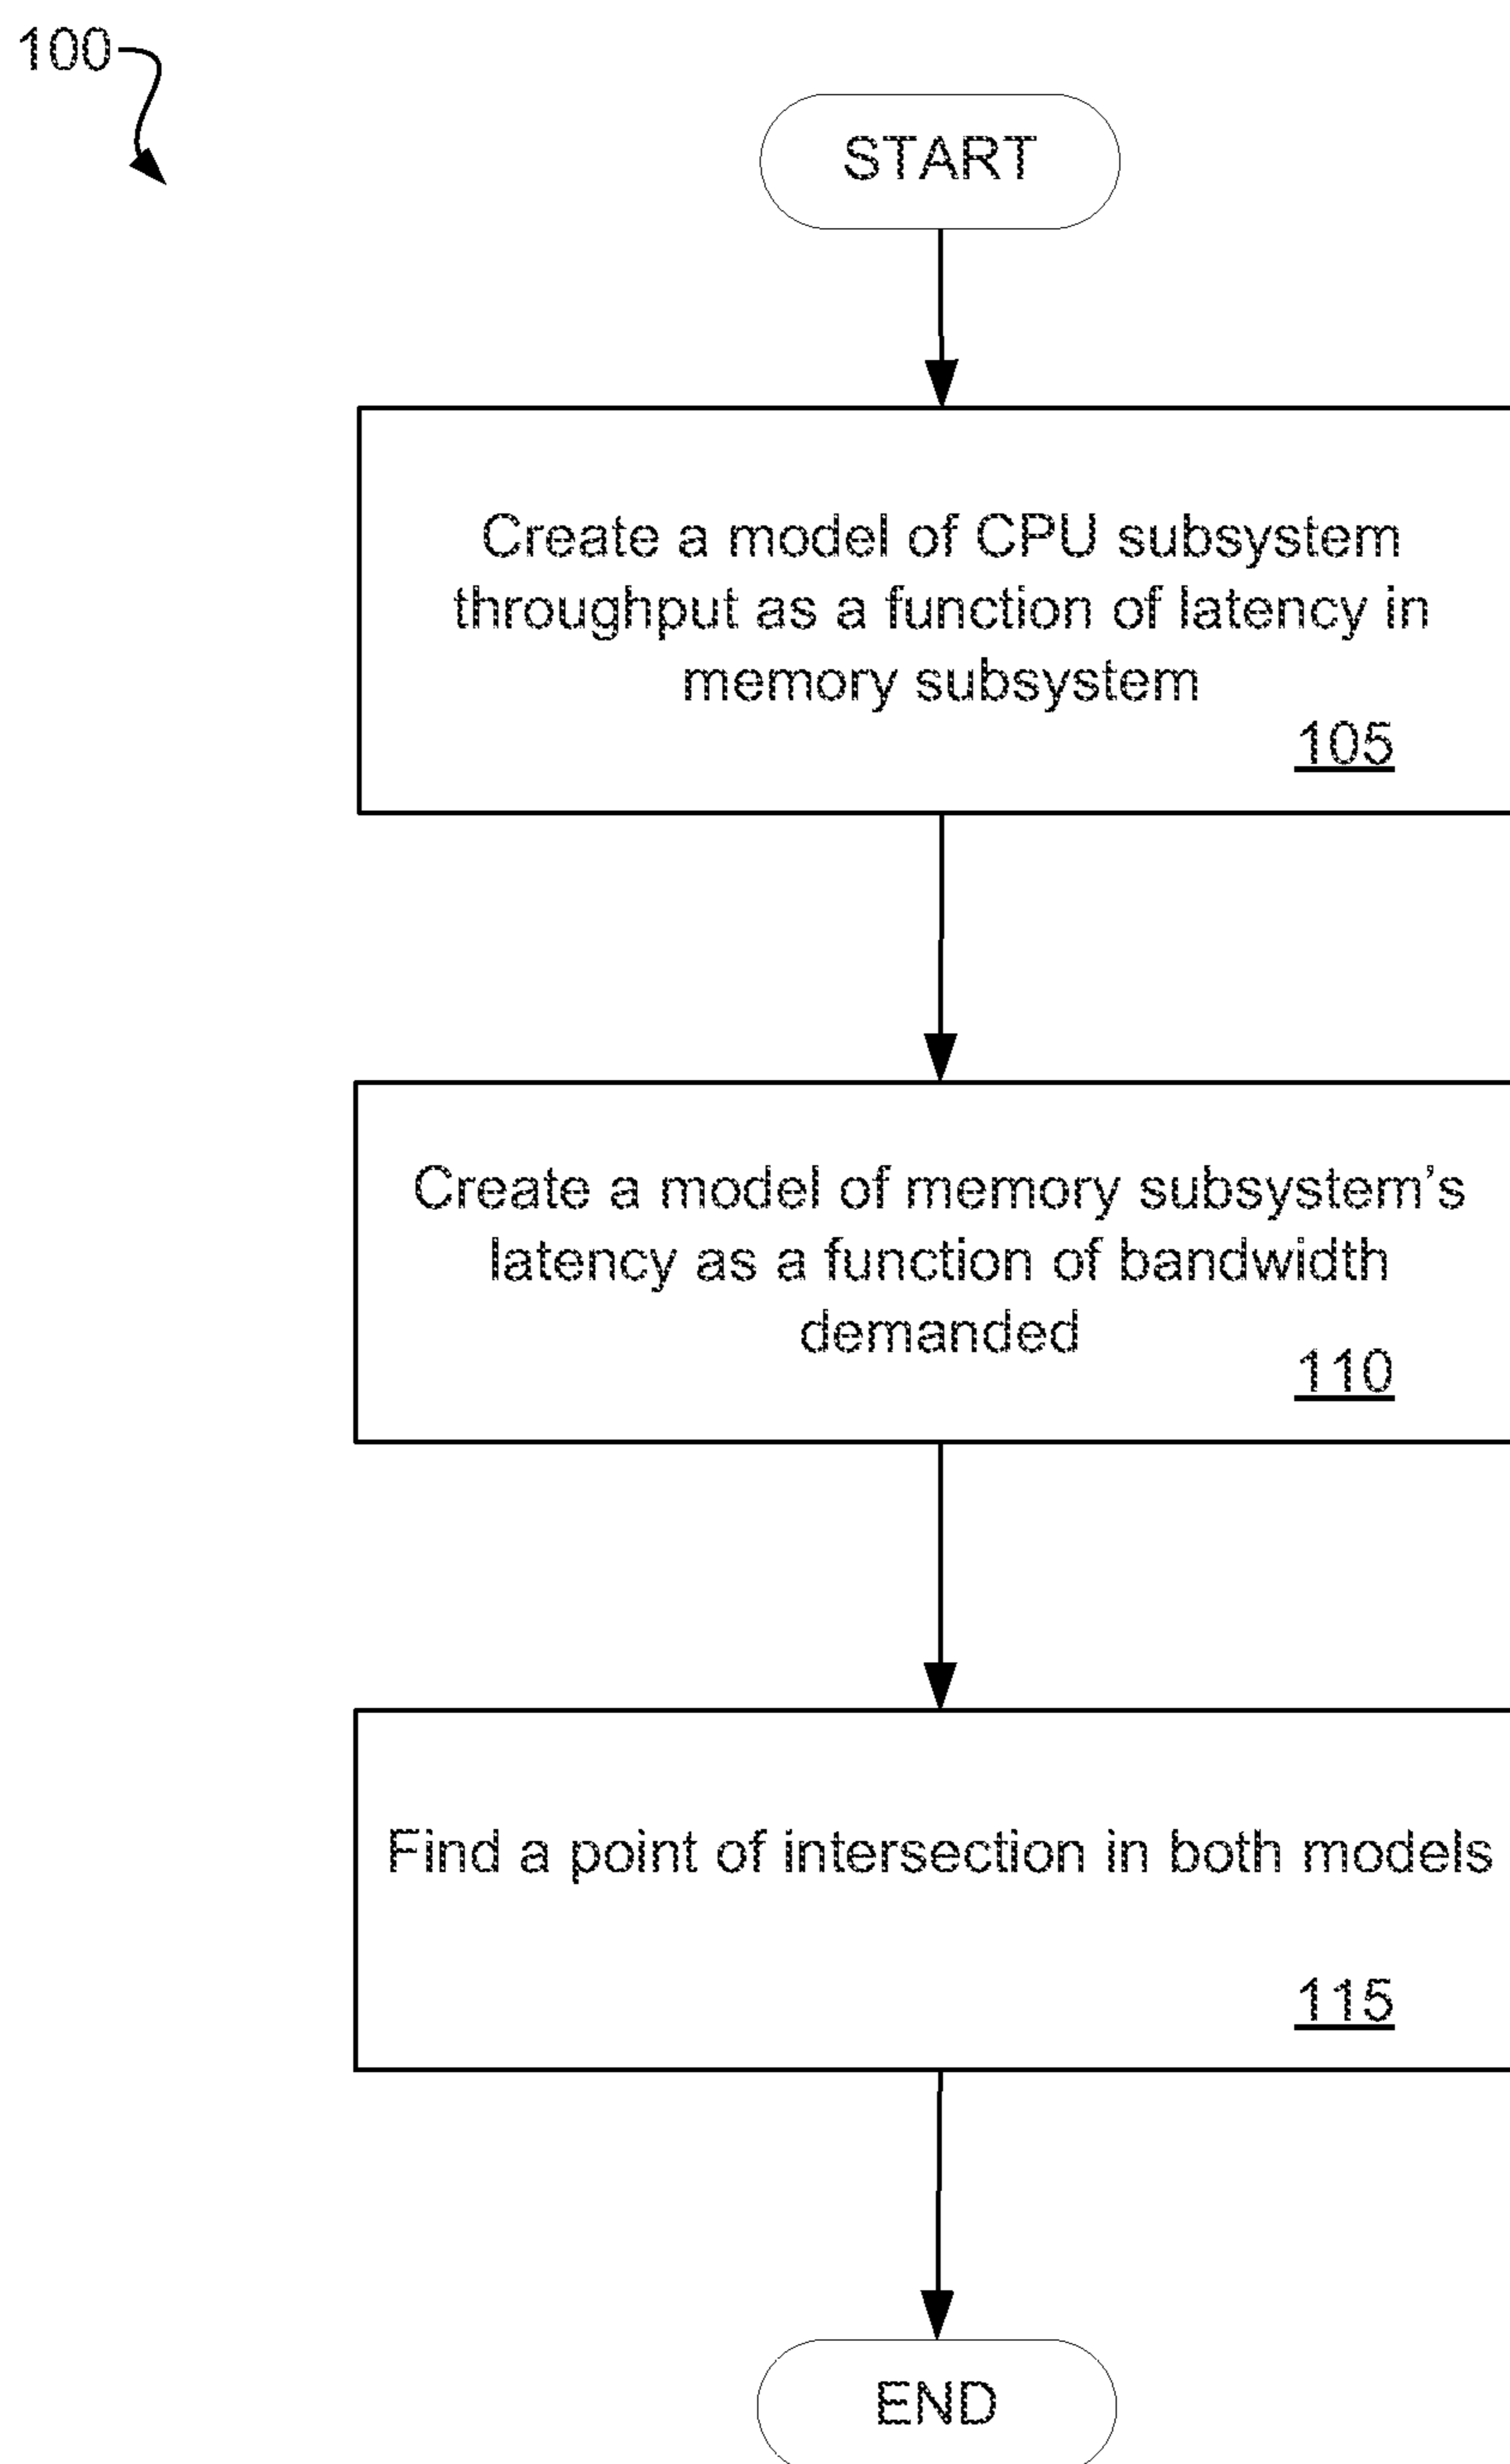 100
START
Create a model of CPU subsystem
throughput as a function of latency in
memory subsystem
105
Create a model of memory subsystem's
latency as a function of bandwidth
demanded
110
Find a point of intersection in both models
115
END